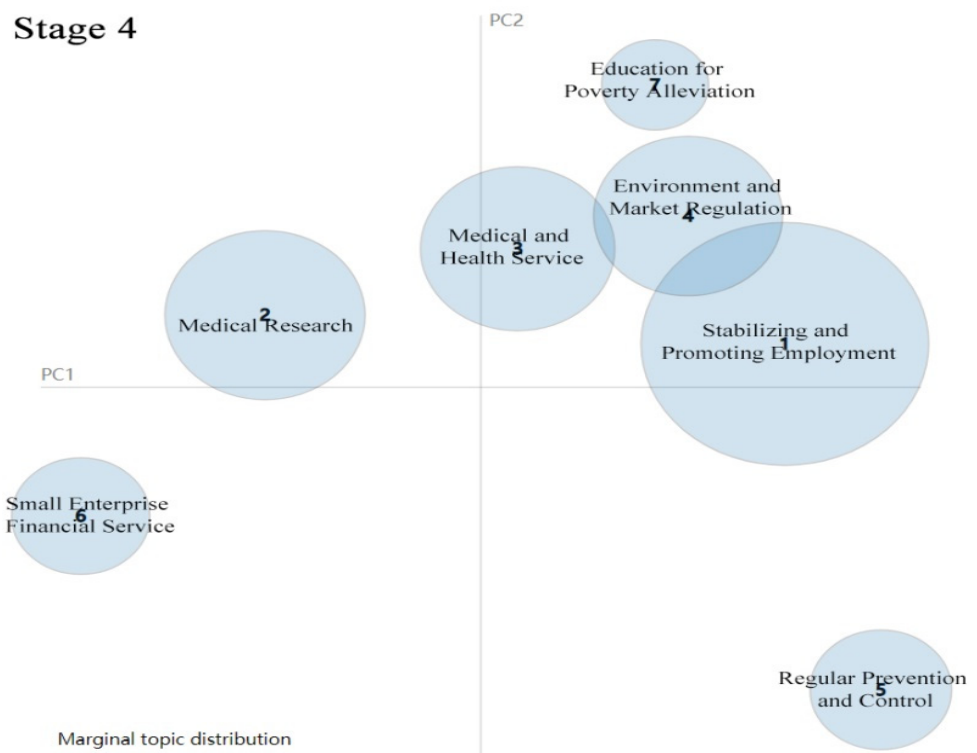 Stage 4
PC2
Education for
Poverty Alleviation
7
Environment and
Market Regulation
4
Medical and
Health Service
3
2
Medical Research
Stabilizing and
Promoting Employment
1
PC1
Small Enterprise
Financial Service
6
Regular Prevention
and Control
5
Marginal topic distribution